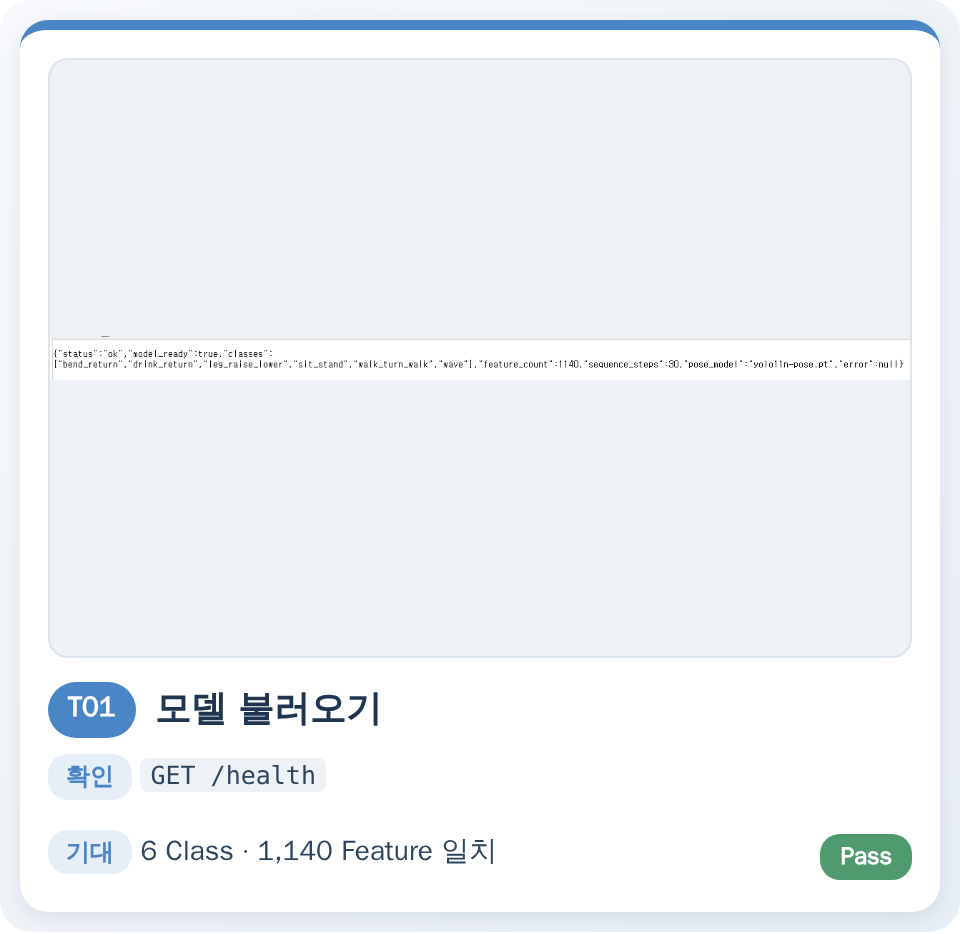 {"status":"ok","model_ready":true,"classes":
["bend_return","drink_return","leg_raise_lower","sit_stand","walk_turn_walk","wave"],"feature_count":1140,"sequence_steps":30,"pose_model":"yolo11n-pose.pt","error":null}
T01 모델 불러오기
확인 GET /health
기대 6 Class · 1,140 Feature 일치
Pass